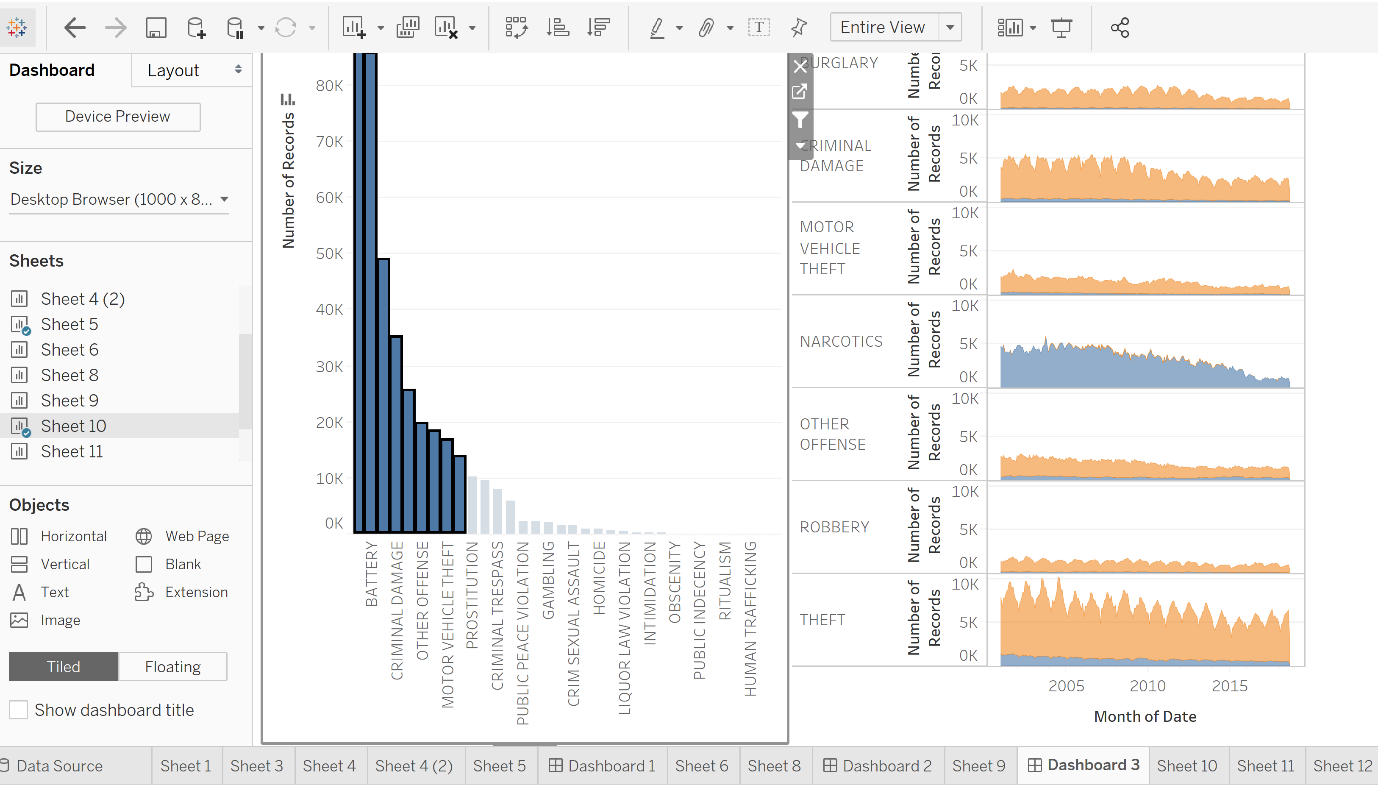 Entire View
Dashboard
Layout
Device Preview
Size
Desktop Browser (1000 x 8...
Sheets
Sheet 4 (2)
Sheet 5
Sheet 6
Sheet 8
Sheet 9
Sheet 10
Sheet 11
Objects
Horizontal
Web Page
Vertical
Blank
Text
Extension
Image
Tiled
Floating
Show dashboard title
Number of Records
80K
70K
60K
50K
40K
30K
20K
10K
0K
BATTERY
CRIMINAL DAMAGE
OTHER OFFENSE
MOTOR VEHICLE THEFT
PROSTITUTION
CRIMINAL TRESPASS
PUBLIC PEACE VIOLATION
GAMBLING
CRIM SEXUAL ASSAULT
HOMICIDE
LIQUOR LAW VIOLATION
INTIMIDATION
OBSCENITY
PUBLIC INDECENCY
RITUALISM
HUMAN TRAFFICKING
BURGLARY
5K
0K
CRIMINAL
DAMAGE
Number of
Records
10K
5K
0K
MOTOR
VEHICLE
THEFT
Number of
Records
10K
5K
0K
NARCOTICS
Number of
Records
10K
5K
0K
OTHER
OFFENSE
Number of
Records
10K
5K
0K
ROBBERY
Number of
Records
10K
5K
0K
THEFT
Number of
Records
10K
5K
0K
2005
2010
2015
Month of Date
Data Source
Sheet 1
Sheet 3
Sheet 4
Sheet 4 (2)
Sheet 5
Dashboard 1
Sheet 6
Sheet 8
Dashboard 2
Sheet 9
Dashboard 3
Sheet 10
Sheet 11
Sheet 12